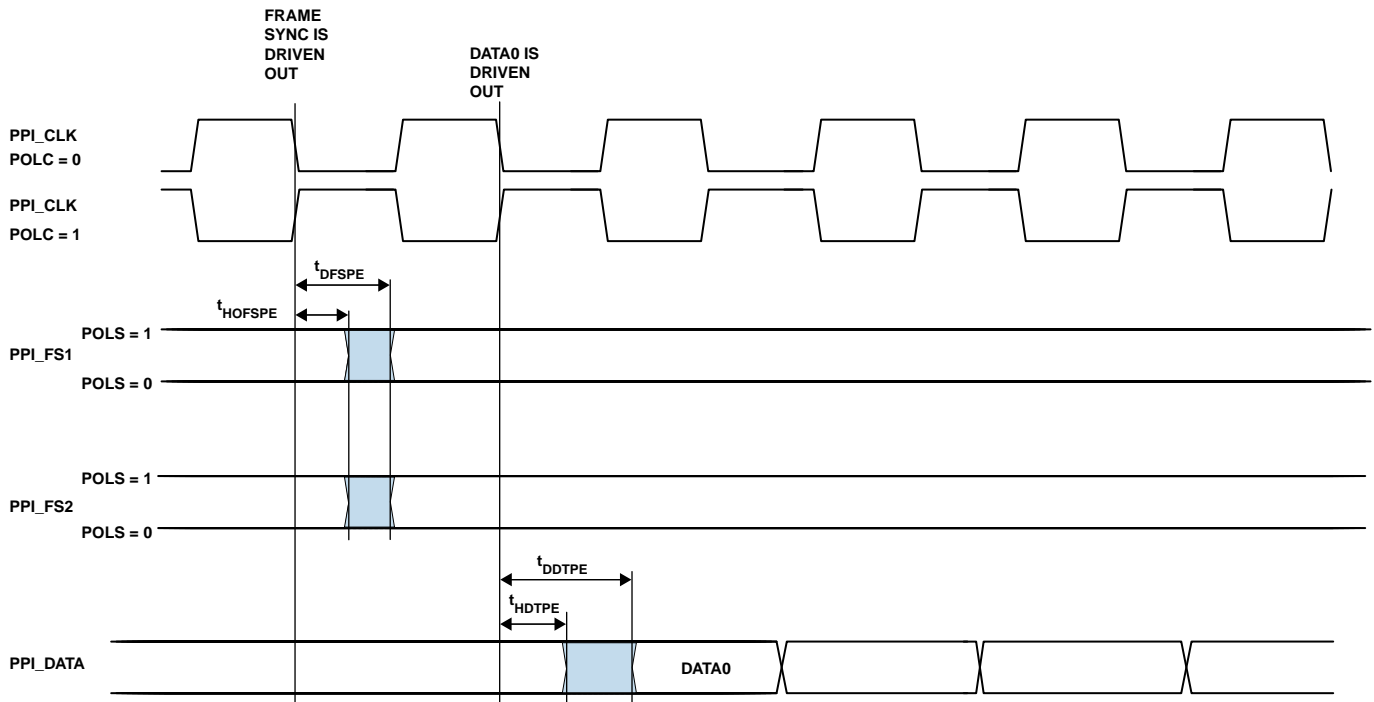 FRAME
SYNC IS
DRIVEN
OUT
DATA0 IS
DRIVEN
OUT
PPI_CLK
POLC = 0
PPI_CLK
POLC = 1
tDFSPE
tHOFSPE
POLS = 1
PPI_FS1
POLS = 0
POLS = 1
PPI_FS2
POLS = 0
tDDTPE
tHDTPE
PPI_DATA
DATA0